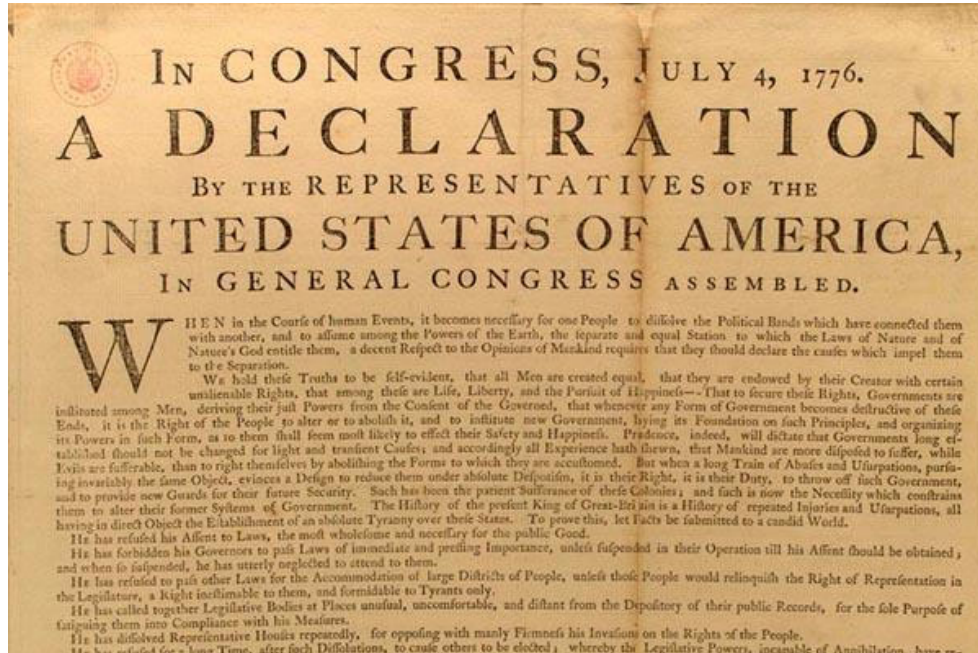 IN CONGRESS, JULY 4, 1776.
A DECLARATION
BY THE REPRESENTATIVES OF THE
UNITED STATES OF AMERICA,
IN GENERAL CONGRESS ASSEMBLED.
WHEN in the Courſe of human Events, it becomes neceſſary for one People to diſſolve the Political Bands which have connected them
with another, and to aſſume among the Powers of the Earth, the ſeparate and equal Station to which the Laws of Nature and of
Nature's God entitle them, a decent Reſpect to the Opinions of Mankind requires that they ſhould declare the cauſes which impel them
to the Separation.
WE hold theſe Truths to be ſelf-evident, that all Men are created equal, that they are endowed by their Creator with certain
unalienable Rights, that among theſe are Life, Liberty, and the Purſuit of Happineſs—-That to ſecure theſe Rights, Governments are
inſtituted among Men, deriving their juſt Powers from the Conſent of the Governed, that whenever any Form of Government becomes deſtructive of theſe
Ends, it is the Right of the People to alter or to aboliſh it, and to inſtitute new Government, laying its Foundation on ſuch Principles, and organizing
its Powers in ſuch Form, as to them ſhall ſeem moſt likely to effect their Safety and Happineſs. Prudence, indeed, will dictate that Governments long eſ-
tabliſhed ſhould not be changed for light and tranſient Cauſes; and accordingly all Experience hath ſhewn, that Mankind are more diſpoſed to ſuffer, while
Evils are ſufferable, than to right themſelves by aboliſhing the Forms to which they are accuſtomed. But when a long Train of Abuſes and Uſurpations, purſu-
ing invariably the ſame Object, evinces a Deſign to reduce them under abſolute Deſpotiſm, it is their Right, it is their Duty, to throw off ſuch Government,
and to provide new Guards for their future Security. Such has been the patient Sufferance of theſe Colonies; and ſuch is now the Neceſſity which conſtrains
them to alter their former Syſtems of Government. The Hiſtory of the preſent King of Great-Britain is a Hiſtory of repeated Injuries and Uſurpations, all
having in direct Object the Eſtabliſhment of an abſolute Tyranny over theſe States. To prove this, let Facts be ſubmitted to a candid World.
HE has refuſed his Aſſent to Laws, the moſt wholeſome and neceſſary for the public Good.
HE has forbidden his Governors to paſs Laws of immediate and preſſing Importance, unleſs ſuſpended in their Operation till his Aſſent ſhould be obtained;
and when ſo ſuſpended, he has utterly neglected to attend to them.
HE has refuſed to paſs other Laws for the Accommodation of large Diſtricts of People, unleſs thoſe People would relinquiſh the Right of Repreſentation in
the Legiſlature, a Right ineſtimable to them, and formidable to Tyrants only.
HE has called together Legiſlative Bodies at Places unuſual, uncomfortable, and diſtant from the Depoſitory of their public Records, for the ſole Purpoſe of
fatiguing them into Compliance with his Meaſures.
HE has diſſolved Repreſentative Houſes repeatedly, for oppoſing with manly Firmneſs his Invaſions on the Rights of the People.
HE has refuſed for a long Time, after ſuch Diſſolutions, to cauſe others to be elected; whereby the Legiſlative Powers, incapable of Annihilation, have re-